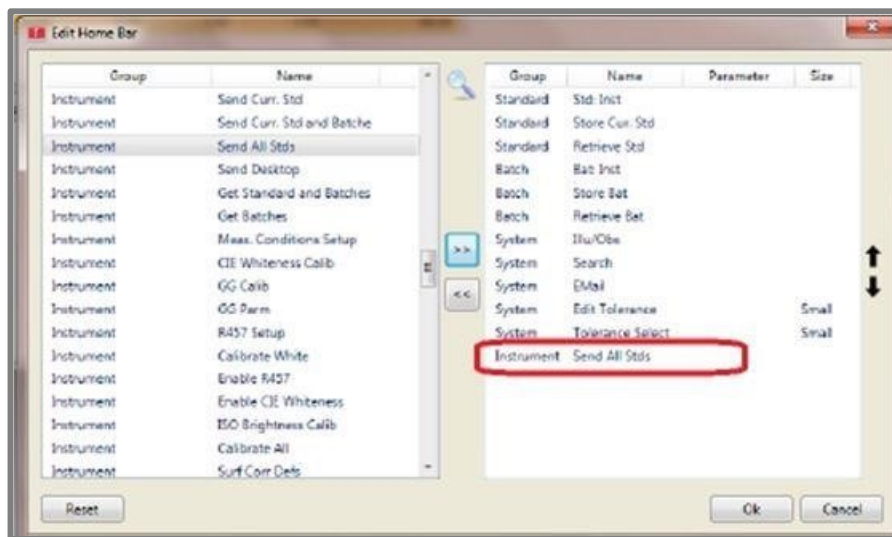 Edit Home Bar
Group Name
Instrument Send Curr. Std
Instrument Send Curr. Std and Batche
Instrument Send All Stds
Instrument Send Desktop
Instrument Get Standard and Batches
Instrument Get Batches
Instrument Meas. Conditions Setup
Instrument CIE Whiteness Calib
Instrument GG Calib
Instrument GG Parm
Instrument R457 Setup
Instrument Calibrate White
Instrument Enable R457
Instrument Enable CIE Whiteness
Instrument ISO Brightness Calib
Instrument Calibrate All
Instrument Surf Corr Defs
>>
<<
Group Name Parameter Size
Standard Std: Inst
Standard Store Cur. Std
Standard Retrieve Std
Batch Bat: Inst
Batch Store Bat
Batch Retrieve Bat
System Illu/Obs
System Search
System EMail
System Edit Tolerance Small
System Tolerance Select Small
Instrument Send All Stds
Reset Ok Cancel